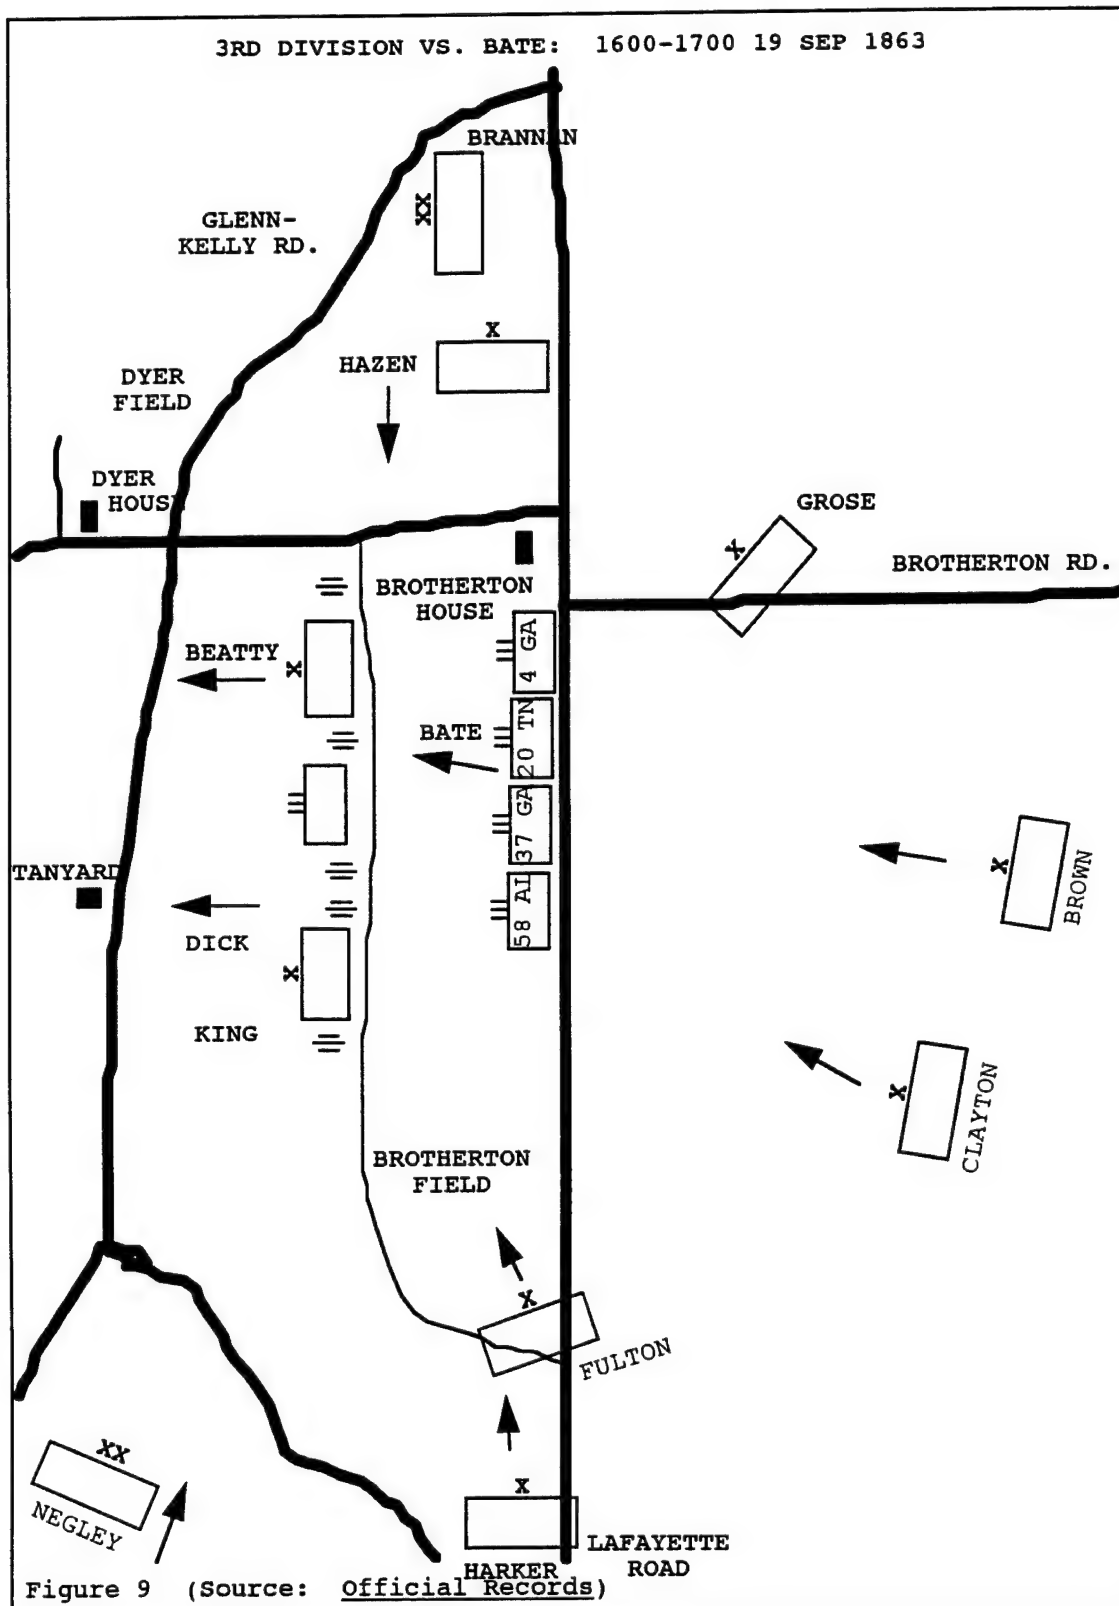 3RD DIVISION VS. BATE: 1600-1700 19 SEP 1863
BRANNAN
XX
GLENN-
KELLY RD.
X
HAZEN
DYER
FIELD
DYER
HOUSE
GROSE
X
BROTHERTON RD.
BROTHERTON
HOUSE
4 GA
BEATTY
X
20 TN
BATE
37 GA
BROWN
X
TANYARD
58 AL
DICK
X
KING
CLAYTON
X
BROTHERTON
FIELD
X
FULTON
XX
NEGLEY
X
LAFAYETTE
ROAD
HARKER
Figure 9 (Source: Official Records)